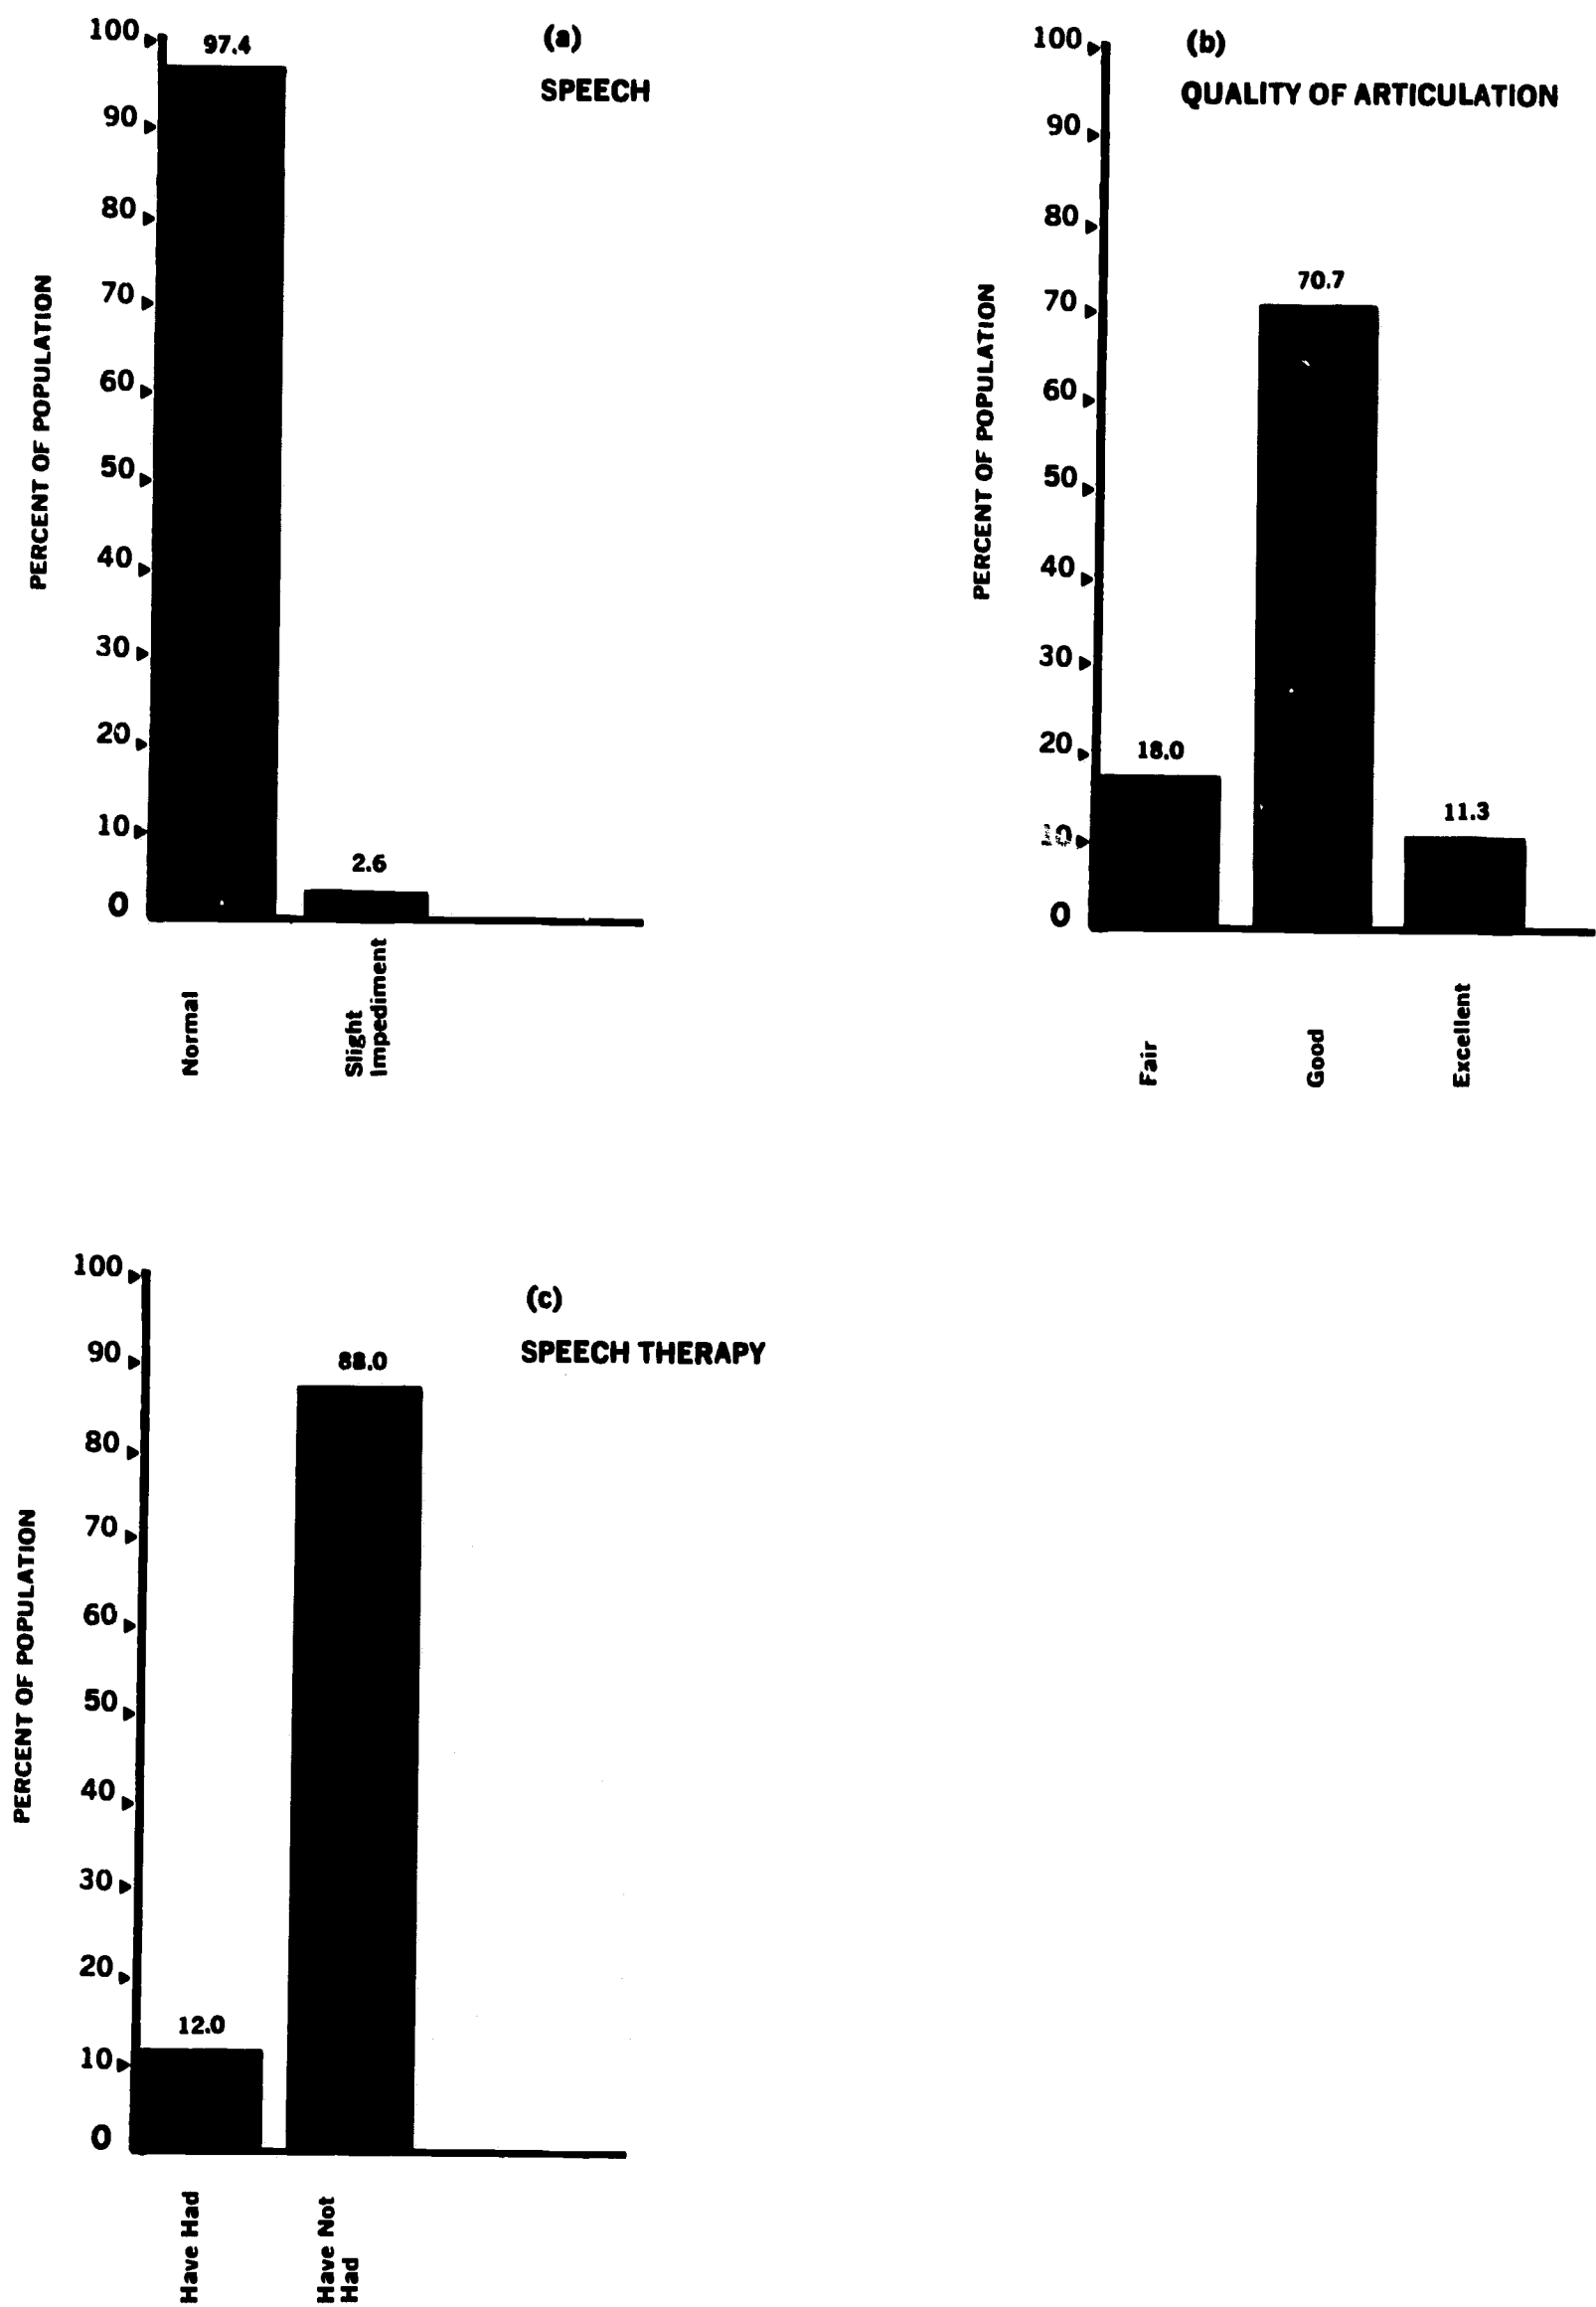 (a)
SPEECH
PERCENT OF POPULATION
100
90
80
70
60
50
40
30
20
10
0
97.4
2.6
Normal
Slight
Impediment
(b)
QUALITY OF ARTICULATION
PERCENT OF POPULATION
100
90
80
70
60
50
40
30
20
10
0
18.0
70.7
11.3
Fair
Good
Excellent
(c)
SPEECH THERAPY
PERCENT OF POPULATION
100
90
80
70
60
50
40
30
20
10
0
12.0
88.0
Have Had
Have Not
Had